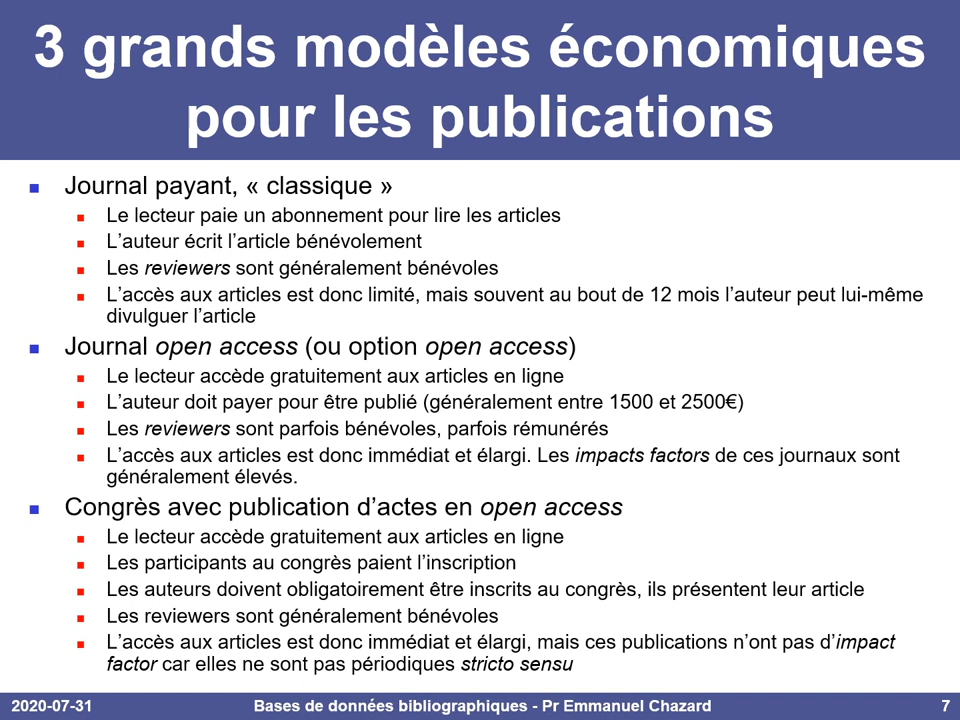 3 grands modèles économiques
pour les publications
Journal payant, « classique »
Le lecteur paie un abonnement pour lire les articles
L’auteur écrit l’article bénévolement
Les reviewers sont généralement bénévoles
L’accès aux articles est donc limité, mais souvent au bout de 12 mois l’auteur peut lui-même
divulguer l’article
Journal open access (ou option open access)
Le lecteur accède gratuitement aux articles en ligne
L’auteur doit payer pour être publié (généralement entre 1500 et 2500€)
Les reviewers sont parfois bénévoles, parfois rémunérés
L’accès aux articles est donc immédiat et élargi. Les impacts factors de ces journaux sont
généralement élevés.
Congrès avec publication d’actes en open access
Le lecteur accède gratuitement aux articles en ligne
Les participants au congrès paient l’inscription
Les auteurs doivent obligatoirement être inscrits au congrès, ils présentent leur article
Les reviewers sont généralement bénévoles
L’accès aux articles est donc immédiat et élargi, mais ces publications n’ont pas d’impact
factor car elles ne sont pas périodiques stricto sensu
2020-07-31 Bases de données bibliographiques - Pr Emmanuel Chazard 7